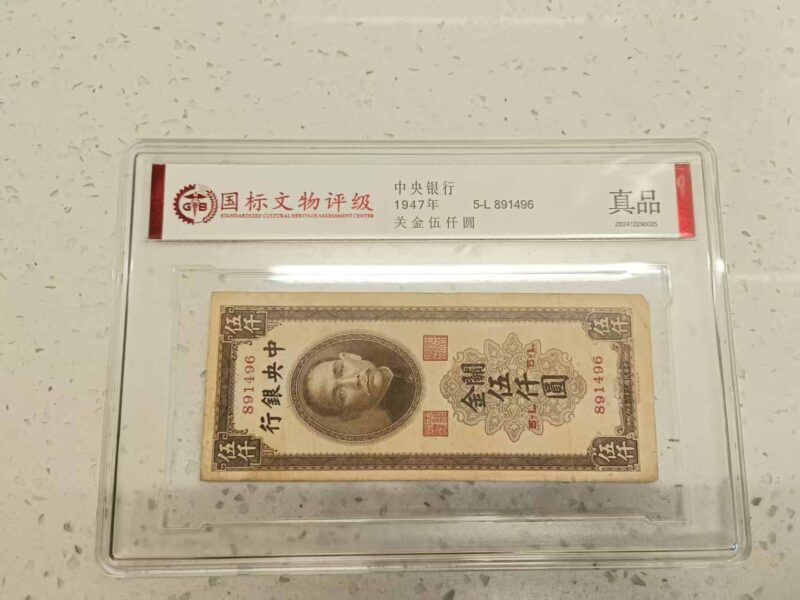 国标文物评级
STANDARDIZED CULTURAL HERITAGE ASSESSMENT CENTER
中央银行
1947年 5-L 891496
关金伍仟圆
真品
ZB2412290025
伍仟
伍仟
中央銀行
891496
關金伍仟圓
5-L
5-L
891496
伍仟
伍仟